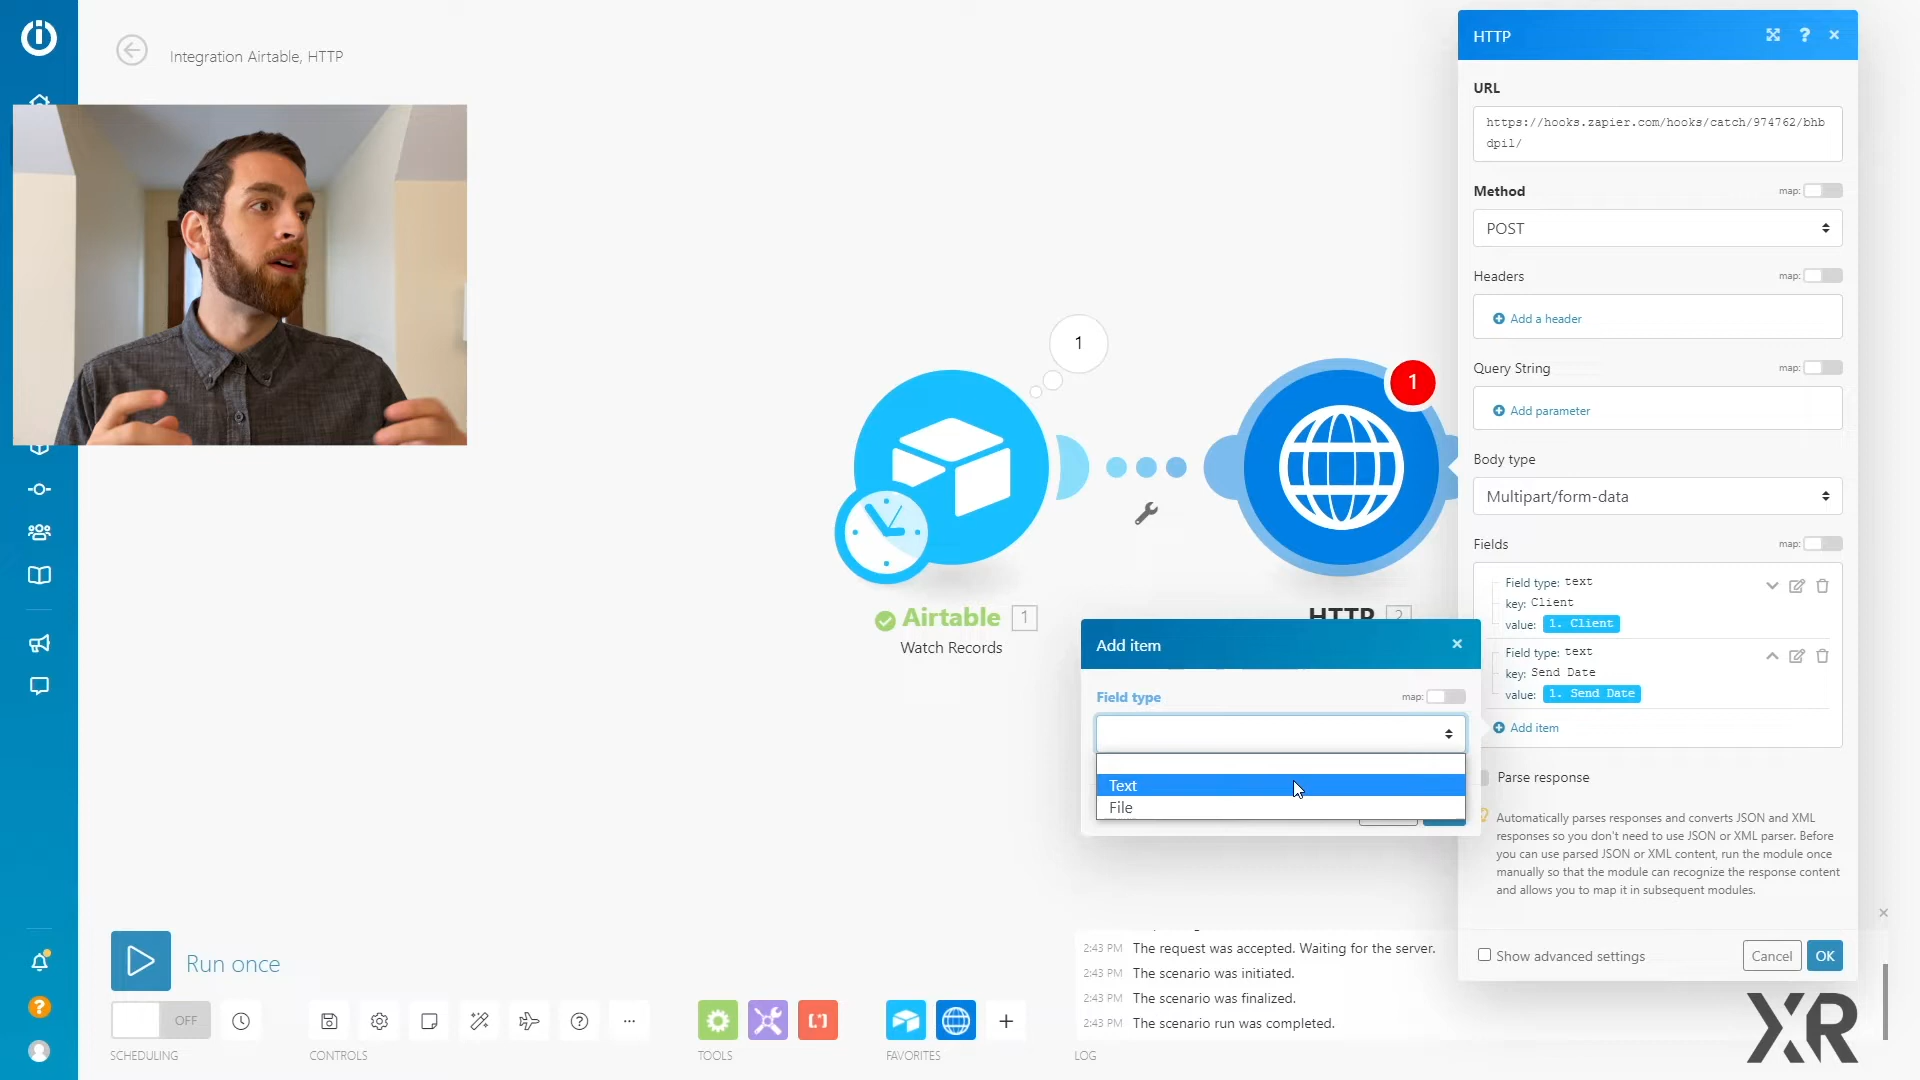 Integration Airtable, HTTP
1
1
Airtable 1
Watch Records
HTTP 2
HTTP
?
URL
https://hooks.zapier.com/hooks/catch/974762/bhb
dpil/
Method
map:
POST
Headers
map:
Add a header
Query String
map:
Add parameter
Body type
Multipart/form-data
Fields
map:
Field type: text
key: Client
value: 1. Client
Field type: text
key: Send Date
value: 1. Send Date
Add item
Parse response
Automatically parses responses and converts JSON and XML
responses so you don't need to use JSON or XML parser. Before
you can use parsed JSON or XML content, run the module once
manually so that the module can recognize the response content
and allows you to map it in subsequent modules.
Show advanced settings
Cancel
OK
Add item
Field type
map:
Text
File
Run once
OFF
SCHEDULING
CONTROLS
TOOLS
FAVORITES
LOG
2:43 PM The request was accepted. Waiting for the server.
2:43 PM The scenario was initiated.
2:43 PM The scenario was finalized.
2:43 PM The scenario run was completed.
XR